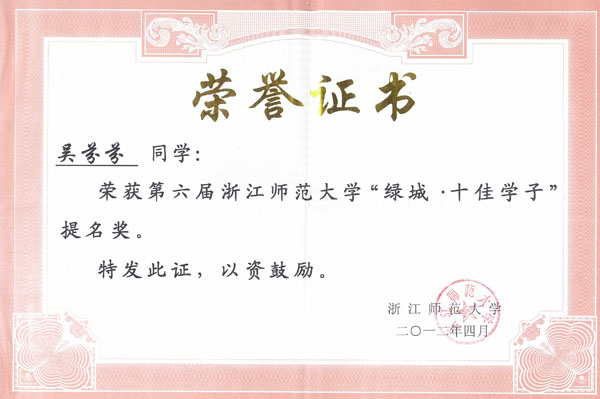 荣誉证书
吴芬芬 同学：
荣获第六届浙江师范大学“绿城·十佳学子”
提名奖。
特发此证，以资鼓励。
浙江师范大学
二〇一二年四月